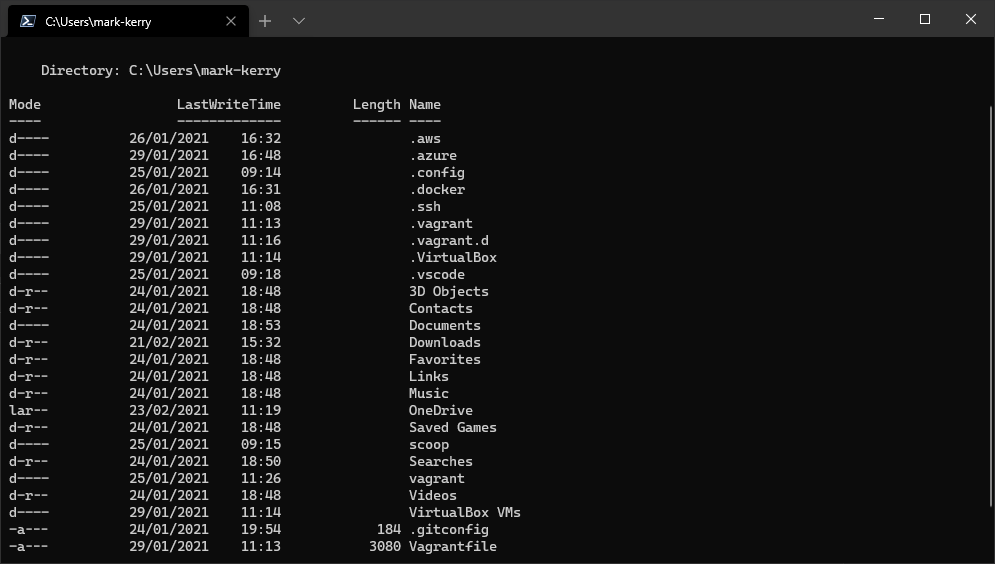 C:\Users\mark-kerry
Directory: C:\Users\mark-kerry
Mode                 LastWriteTime         Length Name
----                 -------------         ------ ----
d----          26/01/2021    16:32                .aws
d----          29/01/2021    16:48                .azure
d----          25/01/2021    09:14                .config
d----          26/01/2021    16:31                .docker
d----          25/01/2021    11:08                .ssh
d----          29/01/2021    11:13                .vagrant
d----          29/01/2021    11:16                .vagrant.d
d----          29/01/2021    11:14                .VirtualBox
d----          25/01/2021    09:18                .vscode
d-r--          24/01/2021    18:48                3D Objects
d-r--          24/01/2021    18:48                Contacts
d----          24/01/2021    18:53                Documents
d-r--          21/02/2021    15:32                Downloads
d-r--          24/01/2021    18:48                Favorites
d-r--          24/01/2021    18:48                Links
d-r--          24/01/2021    18:48                Music
lar--          23/02/2021    11:19                OneDrive
d-r--          24/01/2021    18:48                Saved Games
d----          25/01/2021    09:15                scoop
d-r--          24/01/2021    18:50                Searches
d----          25/01/2021    11:26                vagrant
d-r--          24/01/2021    18:48                Videos
d----          29/01/2021    11:14                VirtualBox VMs
-a---          24/01/2021    19:54            184 .gitconfig
-a---          29/01/2021    11:13           3080 Vagrantfile